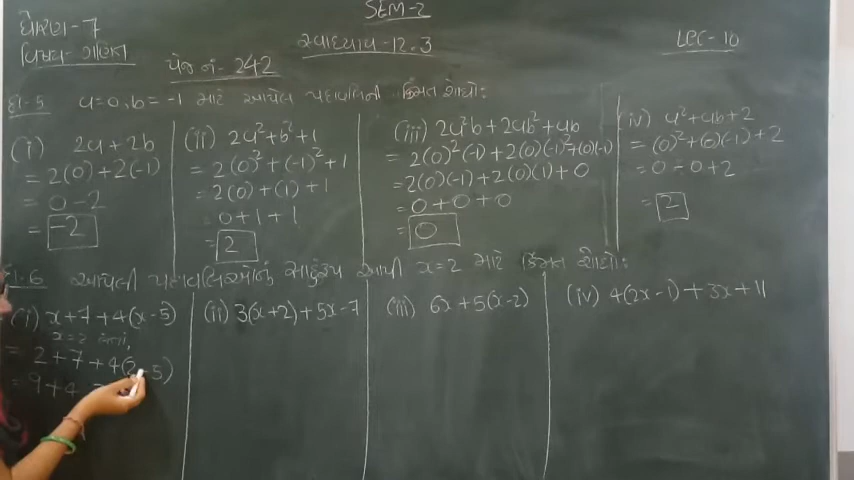 SEM-2
ધોરણ-7
વિષય- ગણિત
સ્વાધ્યાય-12.3
LEC-10
પેજ નં- 242
દા-5 a=0, b=-1 માટે આપેલ પદાવલિની કિંમત શોધો:
(i) 2a+2b
= 2(0)+2(-1)
= 0-2
= -2
(ii) 2a²+b²+1
= 2(0)²+(-1)²+1
= 2(0)+(1)+1
= 0+1+1
= 2
(iii) 2a²b+2ab²+ab
= 2(0)²(-1)+2(0)(-1)²+(0)(-1)
= 2(0)(-1)+2(0)(1)+0
= 0+0+0
= 0
(iv) a²+ab+2
= (0)²+(0)(-1)+2
= 0-0+2
= 2
દા-6 આપેલી પદાવલિઓનું સાદુંરૂપ આપી x=2 માટે કિંમત શોધો:
(i) x+7+4(x-5)
x=2 લેતાં,
= 2+7+4(2-5)
= 9+4
(ii) 3(x+2)+5x-7
(iii) 6x+5(x-2)
(iv) 4(2x-1)+3x+11